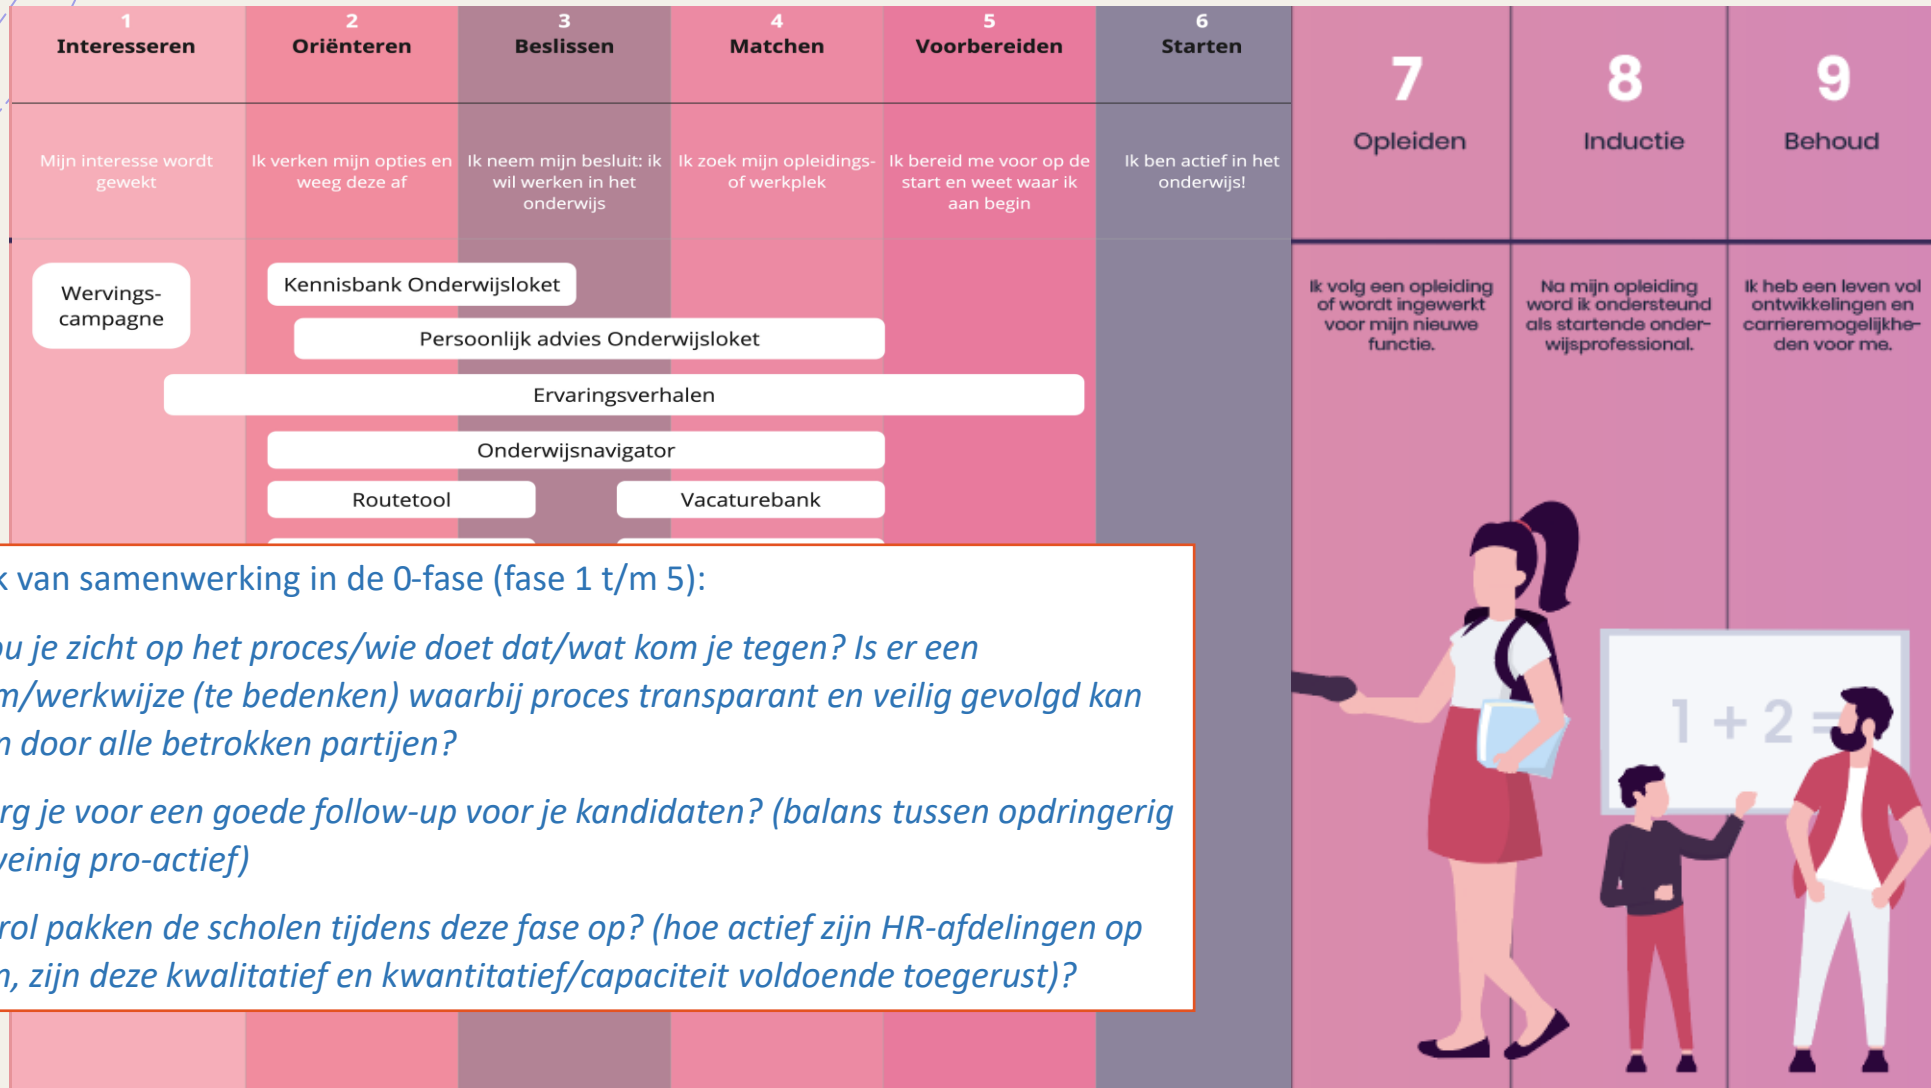 1
Interesseren
Mijn interesse wordt
gewekt
2
Oriënteren
Ik verken mijn opties en
weeg deze af
3
Beslissen
Ik neem mijn besluit: ik
wil werken in het
onderwijs
4
Matchen
Ik zoek mijn opleidings-
of werkplek
5
Voorbereiden
Ik bereid me voor op de
start en weet waar ik
aan begin
6
Starten
Ik ben actief in het
onderwijs!
7
Opleiden
Ik volg een opleiding
of wordt ingewerkt
voor mijn nieuwe
functie.
8
Inductie
Na mijn opleiding
word ik ondersteund
als startende onder-
wijsprofessional.
9
Behoud
Ik heb een leven vol
ontwikkelingen en
carrieremogelijkhe-
den voor me.
Wervings-
campagne
Kennisbank Onderwijsloket
Persoonlijk advies Onderwijsloket
Ervaringsverhalen
Onderwijsnavigator
Routetool
Vacaturebank
k van samenwerking in de 0-fase (fase 1 t/m 5):
ou je zicht op het proces/wie doet dat/wat kom je tegen? Is er een
m/werkwijze (te bedenken) waarbij proces transparant en veilig gevolgd kan
n door alle betrokken partijen?
rg je voor een goede follow-up voor je kandidaten? (balans tussen opdringerig
veinig pro-actief)
rol pakken de scholen tijdens deze fase op? (hoe actief zijn HR-afdelingen op
n, zijn deze kwalitatief en kwantitatief/capaciteit voldoende toegerust)?
1 + 2 =